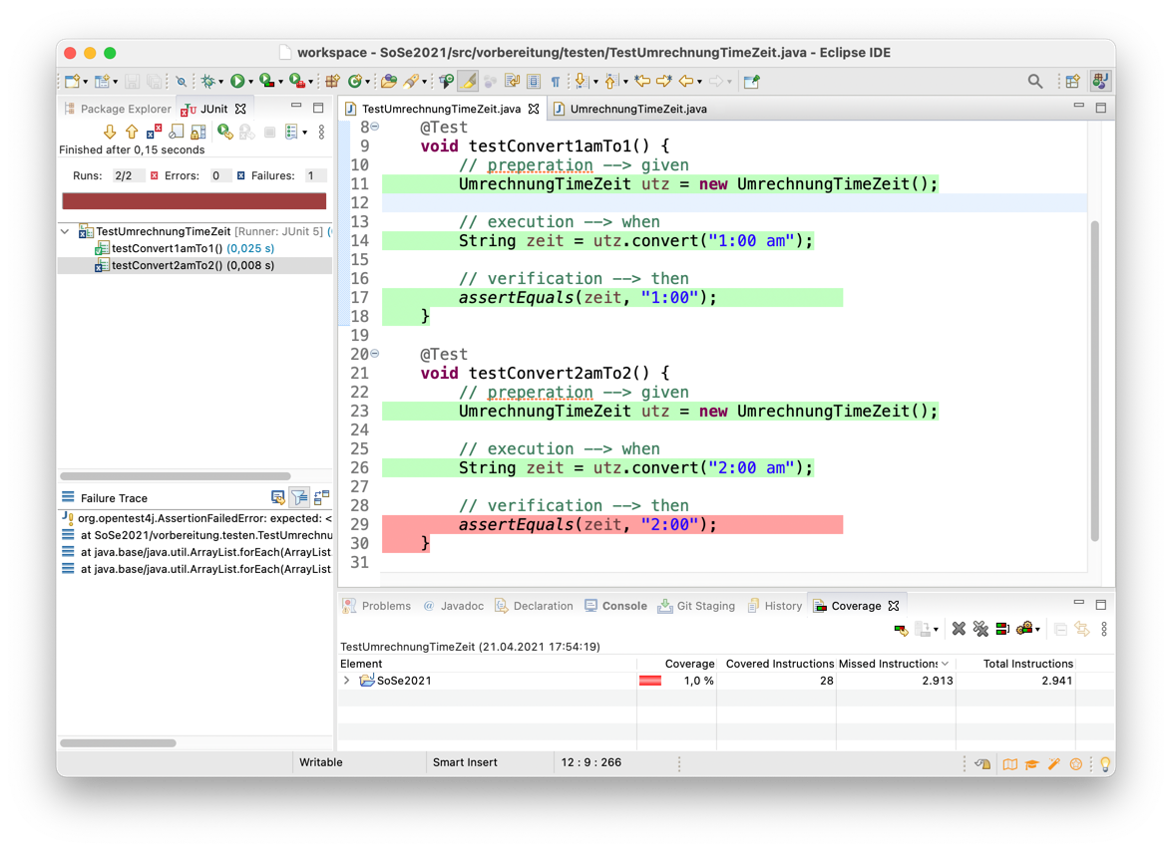 workspace - SoSe2021/src/vorbereitung/testen/TestUmrechnungTimeZeit.java - Eclipse IDE
Package Explorer
JUnit
Finished after 0,15 seconds
Runs: 2/2 Errors: 0 Failures: 1
TestUmrechnungTimeZeit [Runner: JUnit 5] (
testConvert1amTo1() (0,025 s)
testConvert2amTo2() (0,008 s)
Failure Trace
org.opentest4j.AssertionFailedError: expected: <
at SoSe2021/vorbereitung.testen.TestUmrechnu
at java.base/java.util.ArrayList.forEach(ArrayList
at java.base/java.util.ArrayList.forEach(ArrayList
TestUmrechnungTimeZeit.java
UmrechnungTimeZeit.java
8 @Test
9 void testConvert1amTo1() {
10 // preperation --> given
11 UmrechnungTimeZeit utz = new UmrechnungTimeZeit();
12
13 // execution --> when
14 String zeit = utz.convert("1:00 am");
15
16 // verification --> then
17 assertEquals(zeit, "1:00");
18 }
19
20 @Test
21 void testConvert2amTo2() {
22 // preperation --> given
23 UmrechnungTimeZeit utz = new UmrechnungTimeZeit();
24
25 // execution --> when
26 String zeit = utz.convert("2:00 am");
27
28 // verification --> then
29 assertEquals(zeit, "2:00");
30 }
31
Problems @ Javadoc Declaration Console Git Staging History Coverage
TestUmrechnungTimeZeit (21.04.2021 17:54:19)
Element Coverage Covered Instructions Missed Instructions Total Instructions
SoSe2021 1,0 % 28 2.913 2.941
Writable Smart Insert 12 : 9 : 266